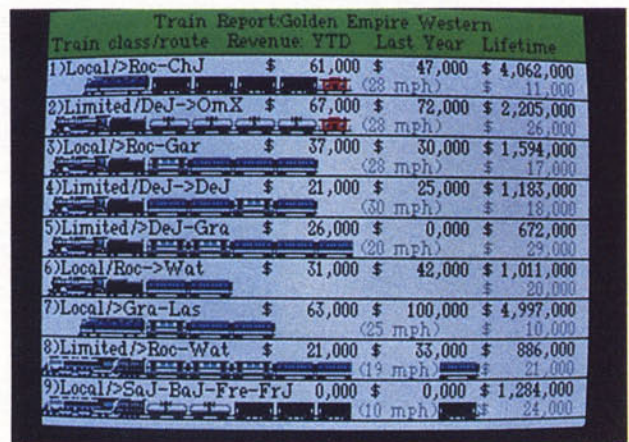 Train Report:Golden Empire Western
Train class/route Revenue: YTD Last Year Lifetime
1)Local/>Roc-ChJ $ 61,000 $ 47,000 $ 4,062,000
(28 mph) $ 11,000
2)Limited/DeJ->OmX $ 67,000 $ 72,000 $ 2,205,000
(28 mph) $ 26,000
3)Local/>Roc-Gar $ 37,000 $ 30,000 $ 1,594,000
(28 mph) $ 17,000
4)Limited/DeJ->DeJ $ 21,000 $ 25,000 $ 1,183,000
(30 mph) $ 18,000
5)Limited/>DeJ-Gra $ 26,000 $ 0,000 $ 672,000
(20 mph) $ 29,000
6)Local/Roc->Wat $ 31,000 $ 42,000 $ 1,011,000
$ 20,000
7)Local/>Gra-Las $ 63,000 $ 100,000 $ 4,997,000
(25 mph) $ 10,000
8)Limited/>Roc-Wat $ 21,000 $ 33,000 $ 886,000
(19 mph) $ 21,000
9)Local/>SaJ-BaJ-Fre-FrJ 0,000 $ 0,000 $ 1,284,000
(10 mph) $ 24,000